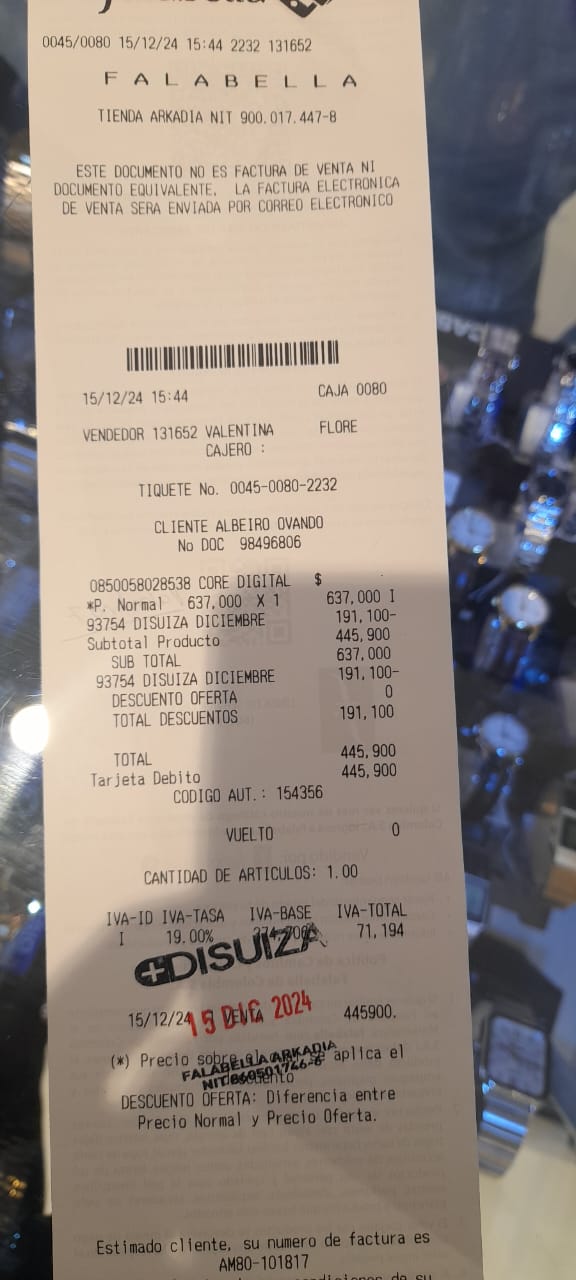 0045/0080 15/12/24 15:44 2232 131652
FALABELLA
TIENDA ARKADIA NIT 900.017.447-8
ESTE DOCUMENTO NO ES FACTURA DE VENTA NI
DOCUMENTO EQUIVALENTE. LA FACTURA ELECTRONICA
DE VENTA SERA ENVIADA POR CORREO ELECTRONICO
15/12/24 15:44 CAJA 0080
VENDEDOR 131652 VALENTINA FLORE
CAJERO :
TIQUETE No. 0045-0080-2232
CLIENTE ALBEIRO OVANDO
No DOC 98496806
0850058028538 CORE DIGITAL $
*P. Normal 637,000 X 1 637,000 I
93754 DISUIZA DICIEMBRE 191,100-
Subtotal Producto 445,900
SUB TOTAL 637,000
93754 DISUIZA DICIEMBRE 191,100-
DESCUENTO OFERTA 0
TOTAL DESCUENTOS 191,100
TOTAL 445,900
Tarjeta Debito 445,900
CODIGO AUT.: 154356
VUELTO 0
CANTIDAD DE ARTICULOS: 1.00
IVA-ID IVA-TASA IVA-BASE IVA-TOTAL
I 19.00% 71,194
DISUIZA
15/12/24 VENTA 445900.
15 DIC 2024
(*) Precio sobre el se aplica el
FALABELLA ARKADIA
NIT 860501746-6
descuento
DESCUENTO OFERTA: Diferencia entre
Precio Normal y Precio Oferta.
Estimado cliente, su numero de factura es
AM80-101817